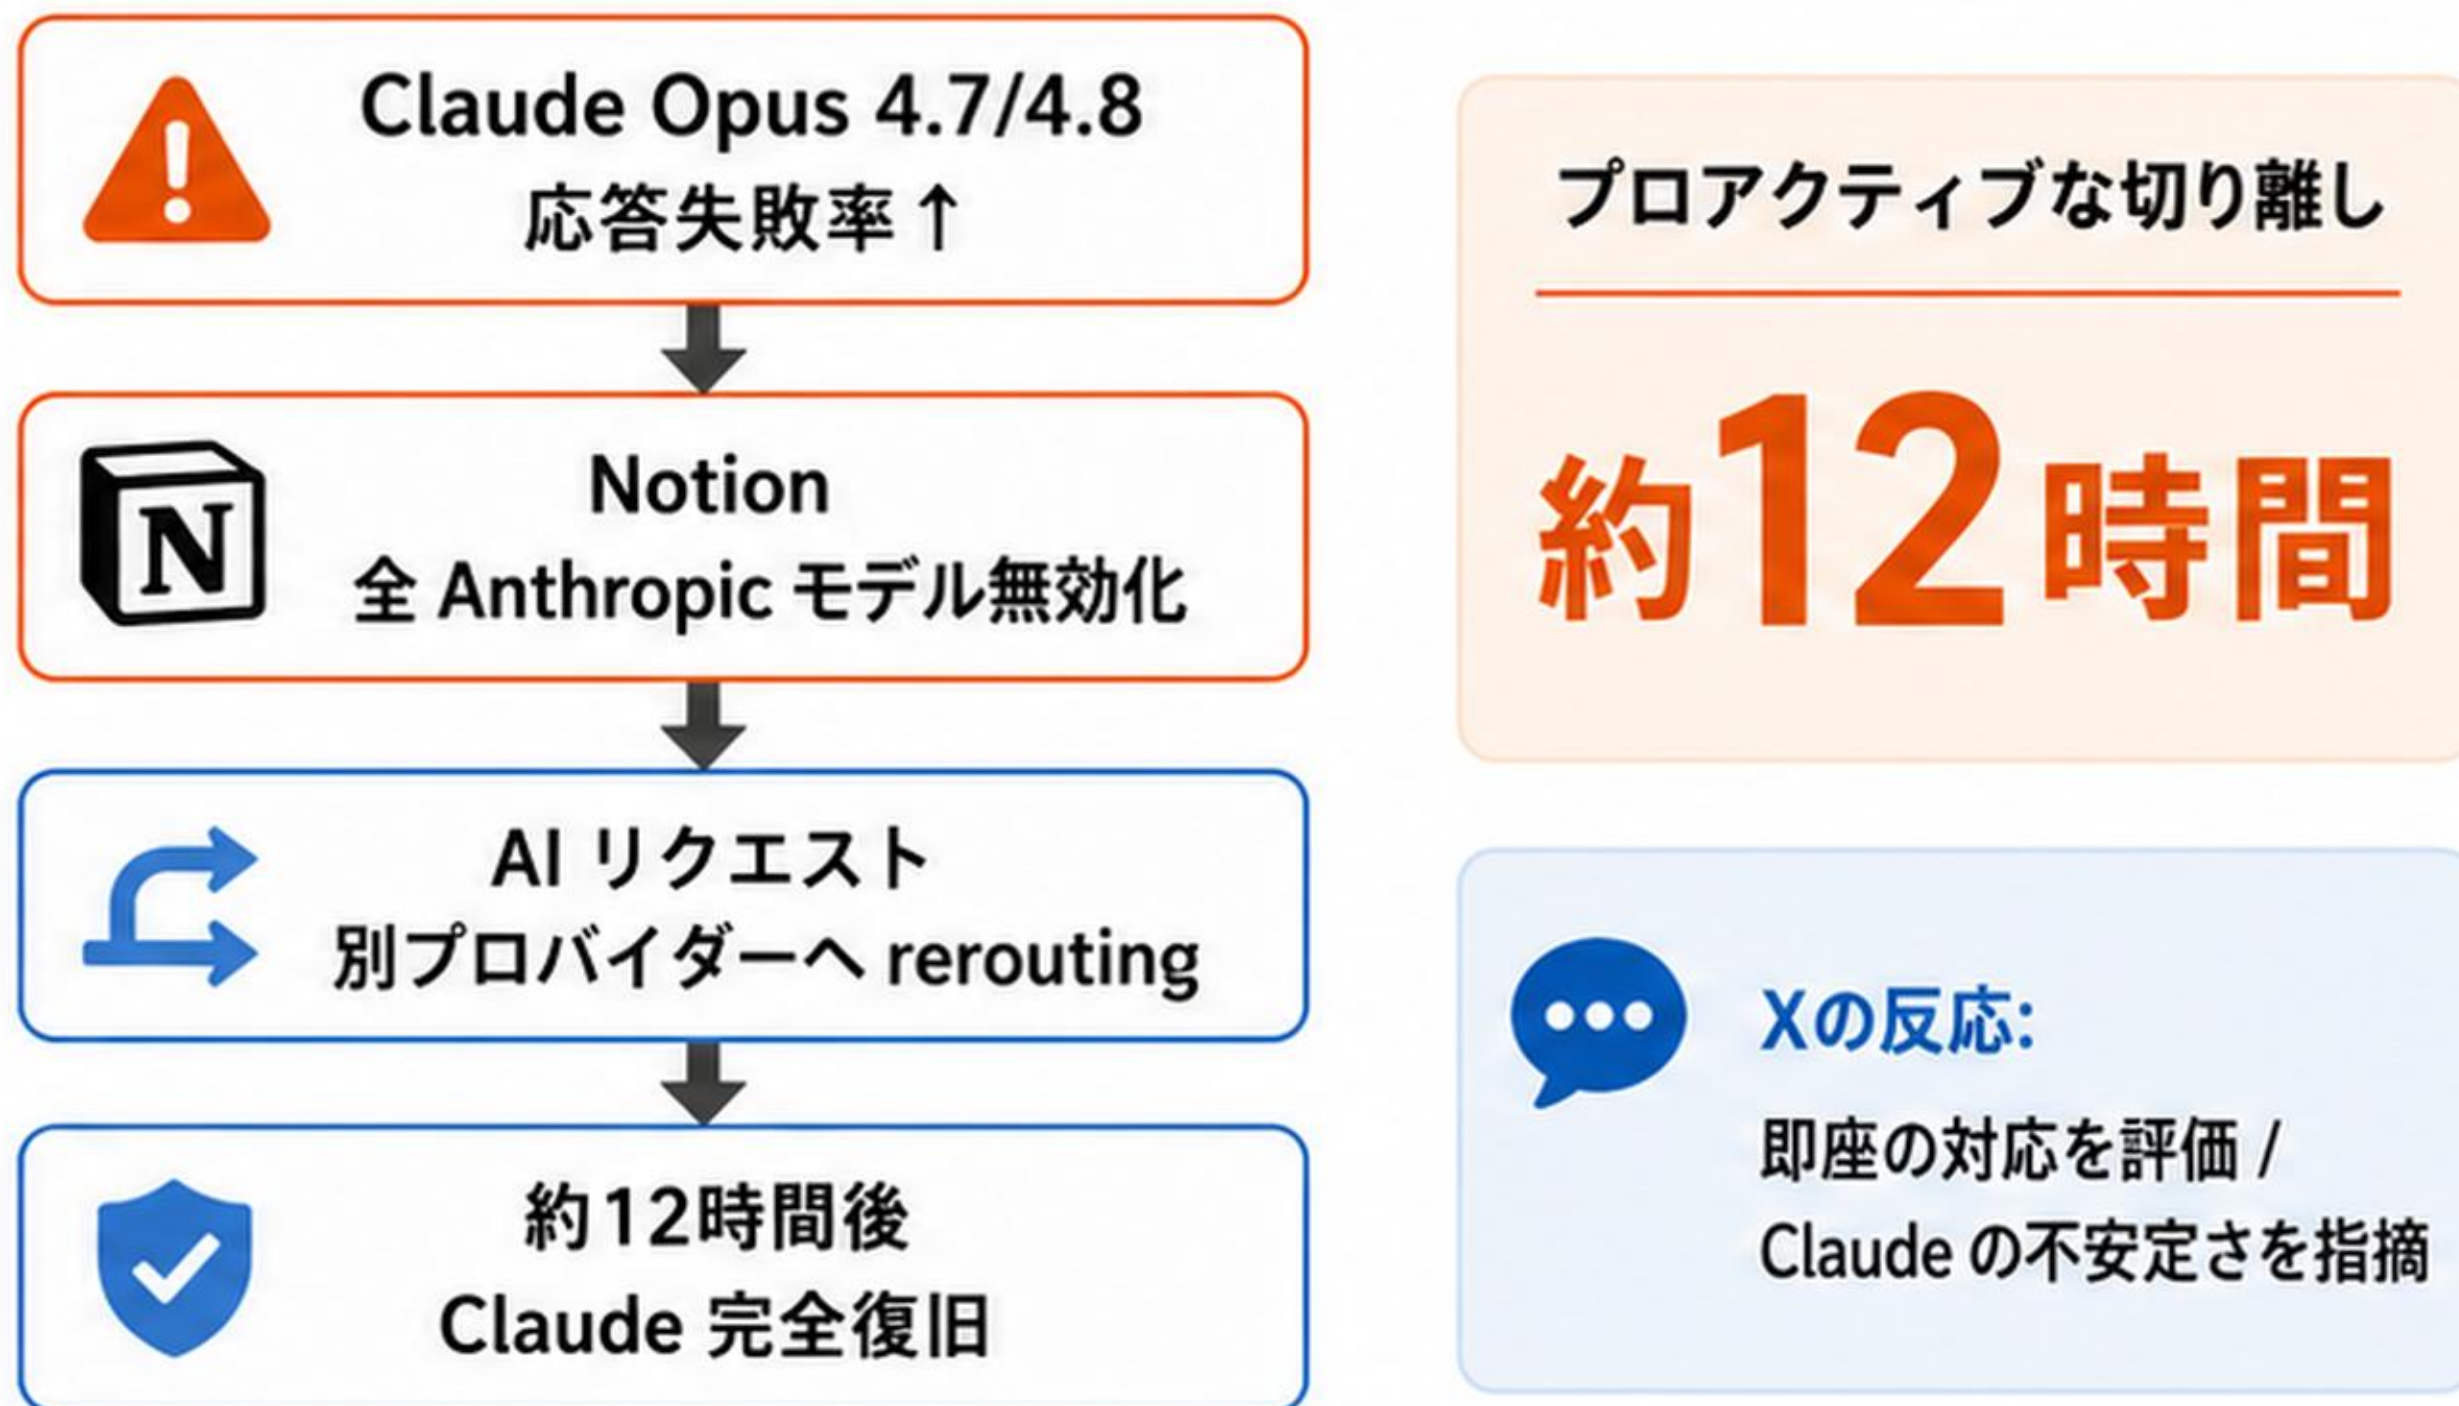 Claude Opus 4.7/4.8
応答失敗率↑
Notion
全 Anthropic モデル無効化
AI リクエスト
別プロバイダーへ rerouting
約12時間後
Claude 完全復旧
プロアクティブな切り離し
約12時間
Xの反応:
即座の対応を評価 /
Claude の不安定さを指摘
N